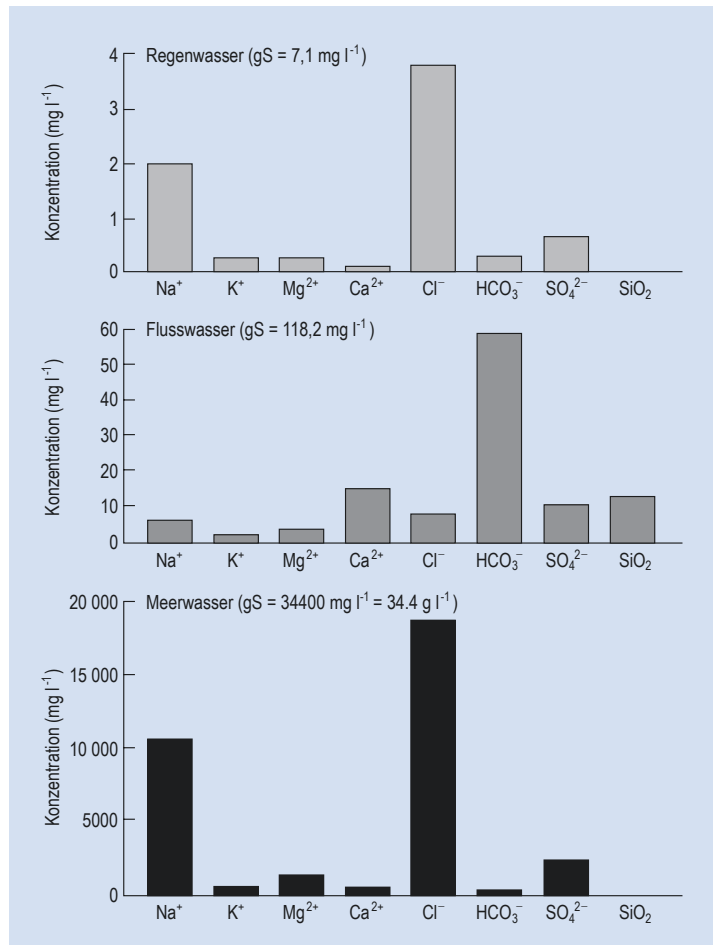 Regenwasser (gS = 7,1 mg l⁻¹)
Konzentration (mg l⁻¹)
4
3
2
1
0
Na⁺ K⁺ Mg²⁺ Ca²⁺ Cl⁻ HCO₃⁻ SO₄²⁻ SiO₂
Flusswasser (gS = 118,2 mg l⁻¹)
Konzentration (mg l⁻¹)
60
50
40
30
20
10
0
Na⁺ K⁺ Mg²⁺ Ca²⁺ Cl⁻ HCO₃⁻ SO₄²⁻ SiO₂
Meerwasser (gS = 34400 mg l⁻¹ = 34.4 g l⁻¹)
Konzentration (mg l⁻¹)
20 000
15 000
10 000
5000
0
Na⁺ K⁺ Mg²⁺ Ca²⁺ Cl⁻ HCO₃⁻ SO₄²⁻ SiO₂